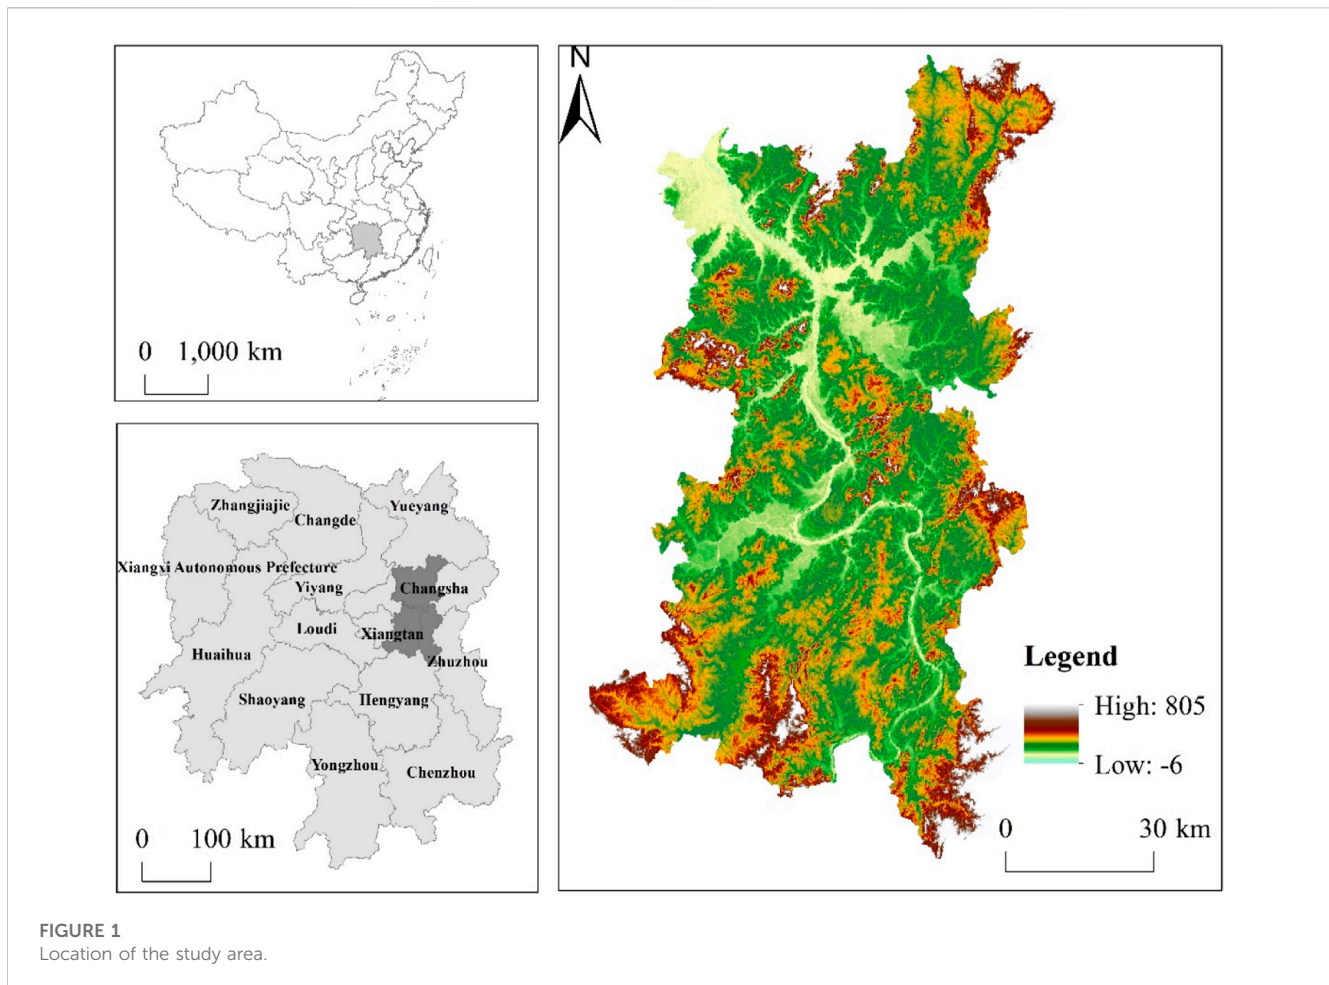 0 1,000 km
Zhangjiajie
Changde
Yueyang
Xiangxi Autonomous Prefecture
Yiyang
Changsha
Loudi
Xiangtan
Huaihua
Zhuzhou
Shaoyang
Hengyang
Yongzhou
Chenzhou
0 100 km
N
Legend
High: 805
Low: -6
0 30 km
FIGURE 1
Location of the study area.